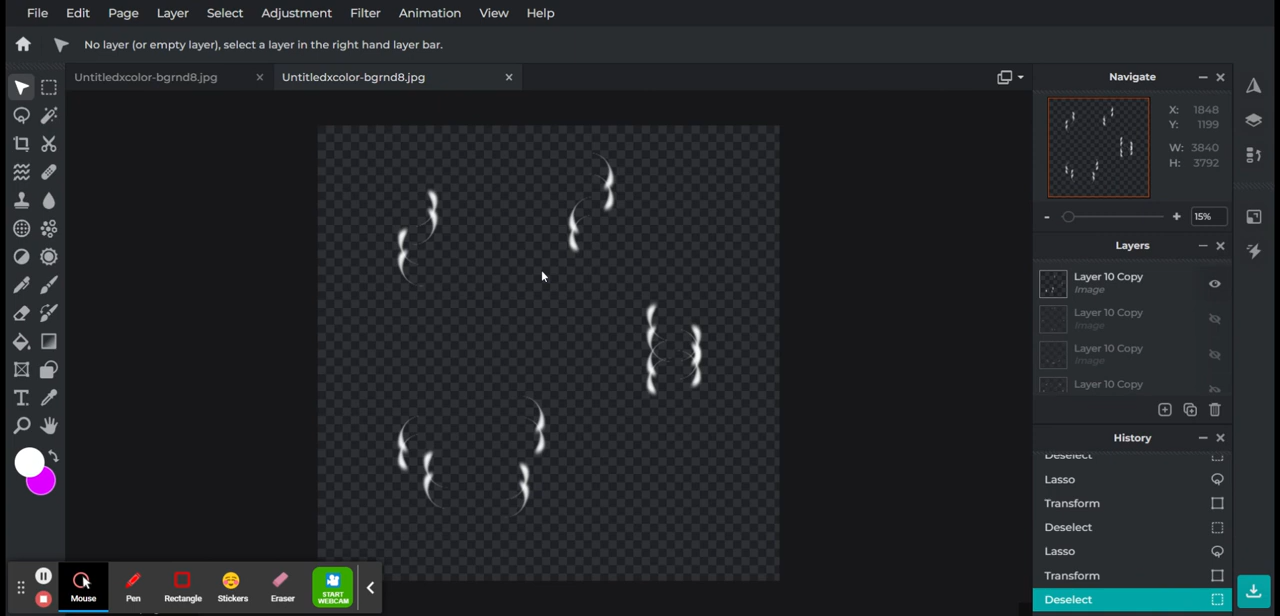 File Edit Page Layer Select Adjustment Filter Animation View Help
No layer (or empty layer), select a layer in the right hand layer bar.
Untitledxcolor-bgrnd8.jpg
Untitledxcolor-bgrnd8.jpg
Navigate
X: 1848
Y: 1199
W: 3840
H: 3792
- + 15%
Layers
Layer 10 Copy
Image
Layer 10 Copy
Image
Layer 10 Copy
Image
Layer 10 Copy
History
Deselect
Lasso
Transform
Deselect
Lasso
Transform
Deselect
Mouse
Pen
Rectangle
Stickers
Eraser
START
WEBCAM